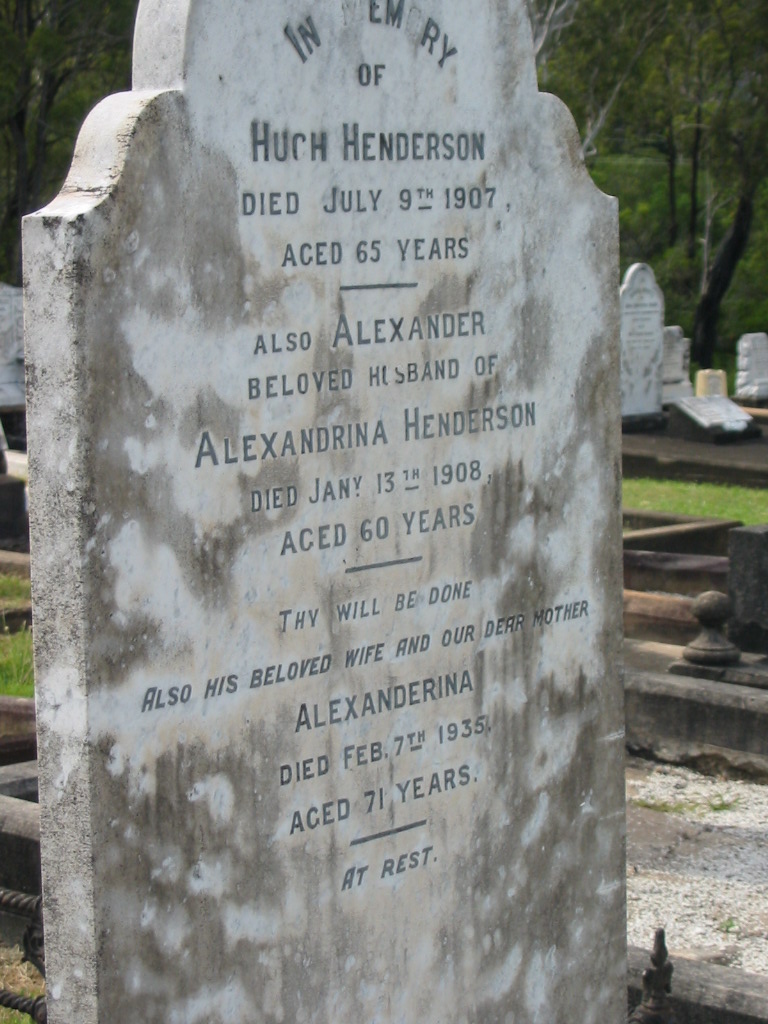 IN MEMORY
OF
HUGH HENDERSON
DIED JULY 9TH 1907,
AGED 65 YEARS
ALSO ALEXANDER
BELOVED HUSBAND OF
ALEXANDRINA HENDERSON
DIED JANY 13TH 1908,
AGED 60 YEARS
THY WILL BE DONE
ALSO HIS BELOVED WIFE AND OUR DEAR MOTHER
ALEXANDERINA
DIED FEB. 7TH 1935.
AGED 71 YEARS.
AT REST.